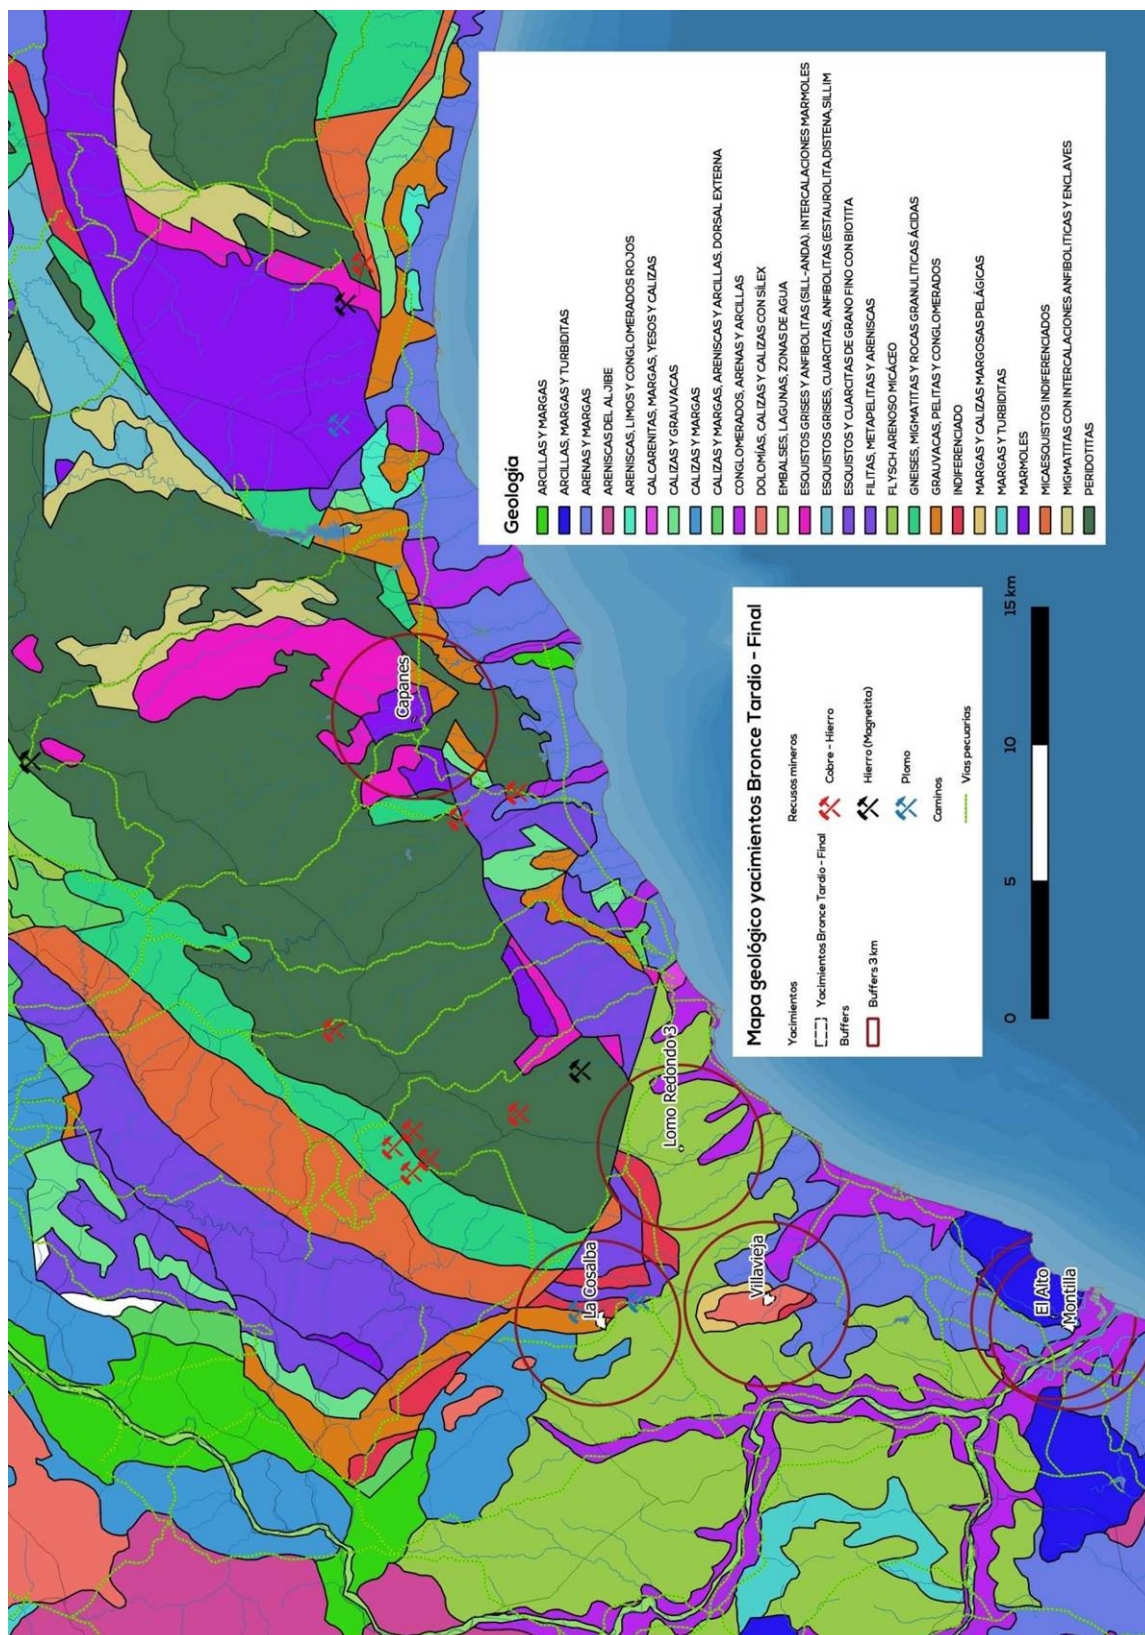 Capanes
Lomo Redondo 3
La Cosalba
Villavieja
El Alto
Montilla
Mapa geológico yacimientos Bronce Tardío - Final
Yacimientos
Yacimientos Bronce Tardío - Final
Buffers
Buffers 3 km
Recusos mineros
Cobre - Hierro
Hierro (Magnetita)
Plomo
Caminos
Vías pecuarias
0 5 10 15 km
Geología
ARCILLAS Y MARGAS
ARCILLAS, MARGAS Y TURBIDITAS
ARENAS Y MARGAS
ARENISCAS DEL ALJIBE
ARENISCAS, LIMOS Y CONGLOMERADOS ROJOS
CALCARENITAS, MARGAS, YESOS Y CALIZAS
CALIZAS Y GRAUVACAS
CALIZAS Y MARGAS
CALIZAS Y MARGAS, ARENISCAS Y ARCILLAS. DORSAL EXTERNA
CONGLOMERADOS, ARENAS Y ARCILLAS
DOLOMÍAS, CALIZAS Y CALIZAS CON SÍLEX
EMBALSES, LAGUNAS, ZONAS DE AGUA
ESQUISTOS GRISES Y ANFIBOLITAS (SILL-ANDA). INTERCALACIONES MARMOLES
ESQUISTOS GRISES, CUARCITAS, ANFIBOLITAS (ESTAUROLITA,DISTENA,SILLIM
ESQUISTOS Y CUARCITAS DE GRANO FINO CON BIOTITA
FILITAS, METAPELITAS Y ARENISCAS
FLYSCH ARENOSO MICÁCEO
GNEISES, MIGMATITAS Y ROCAS GRANULITICAS ÁCIDAS
GRAUVACAS, PELITAS Y CONGLOMERADOS
INDIFERENCIADO
MARGAS Y CALIZAS MARGOSAS PELÁGICAS
MARGAS Y TURBIDITAS
MARMOLES
MICAESQUISTOS INDIFERENCIADOS
MIGMATITAS CON INTERCALACIONES ANFIBOLITICAS Y ENCLAVES
PERIDOTITAS